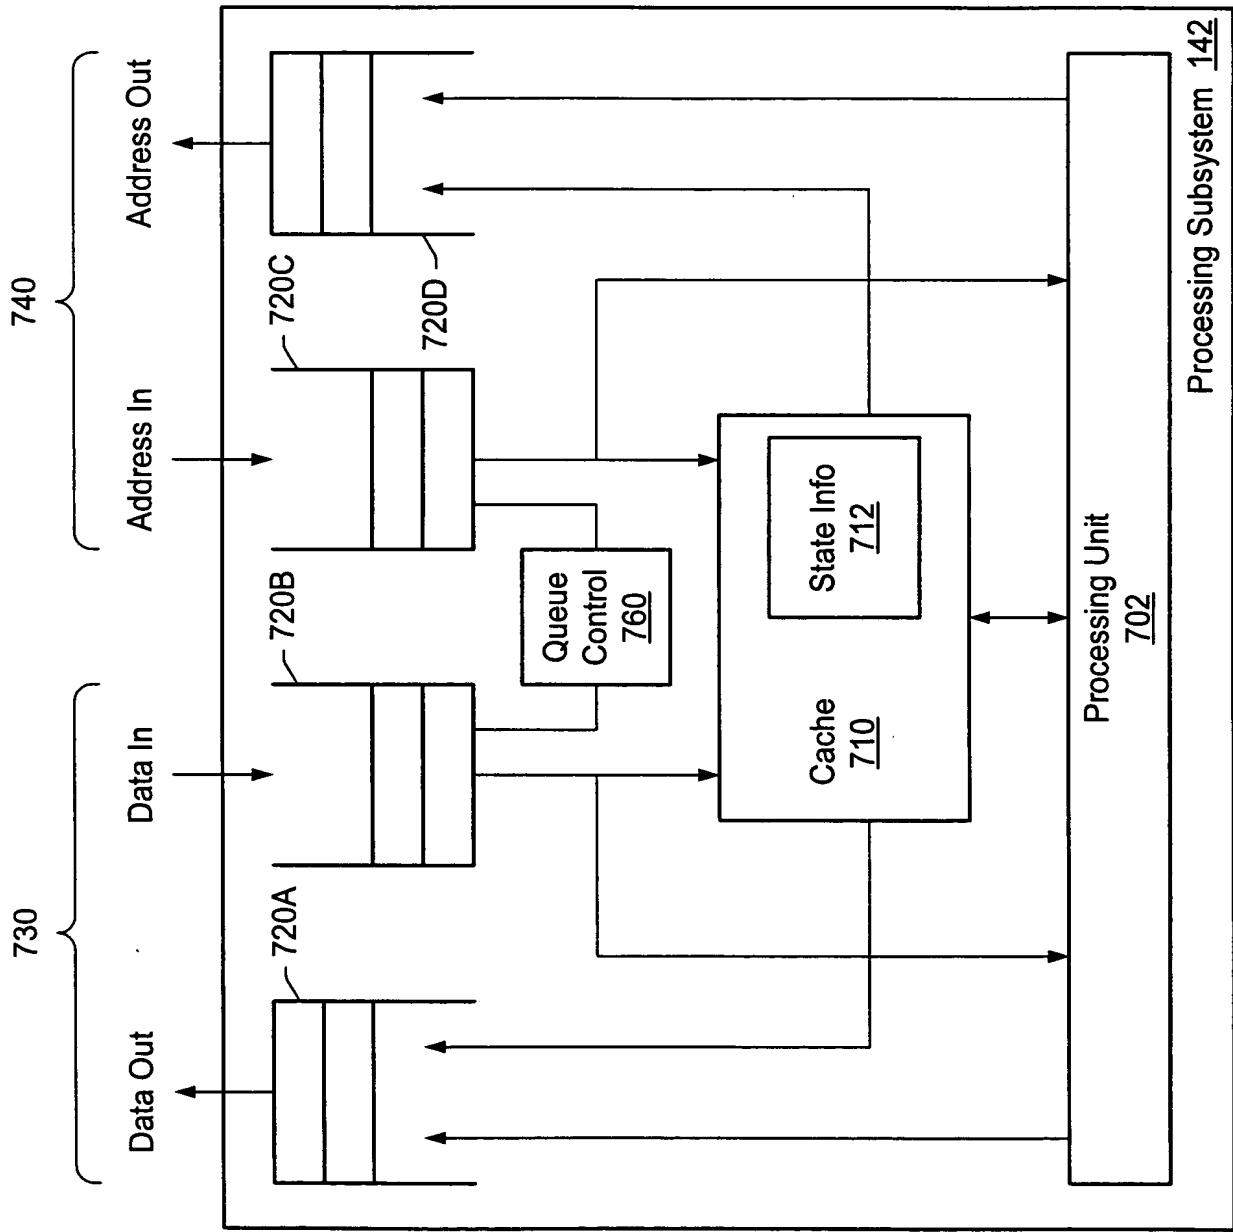 730
740
Data Out
Data In
Address In
Address Out
720A
720B
720C
720D
Queue
Control
760
Cache
710
State Info
712
Processing Unit
702
Processing Subsystem 142